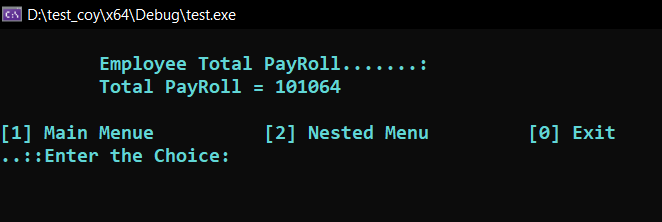 D:\test_coy\x64\Debug\test.exe
Employee Total PayRoll.......:
Total PayRoll = 101064
[1] Main Menue [2] Nested Menu [0] Exit
..::Enter the Choice: